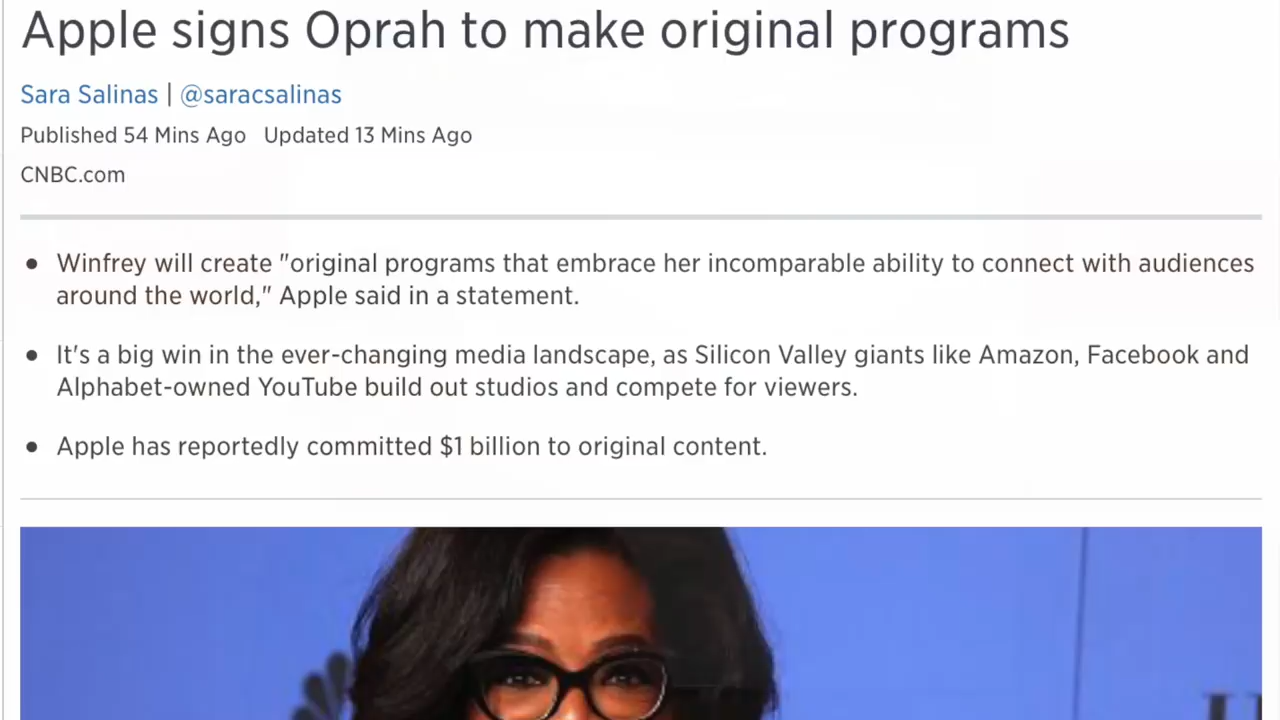 Apple signs Oprah to make original programs
Sara Salinas | @saracsalinas
Published 54 Mins Ago Updated 13 Mins Ago
CNBC.com
● Winfrey will create "original programs that embrace her incomparable ability to connect with audiences
around the world," Apple said in a statement.
● It's a big win in the ever-changing media landscape, as Silicon Valley giants like Amazon, Facebook and
Alphabet-owned YouTube build out studios and compete for viewers.
● Apple has reportedly committed $1 billion to original content.